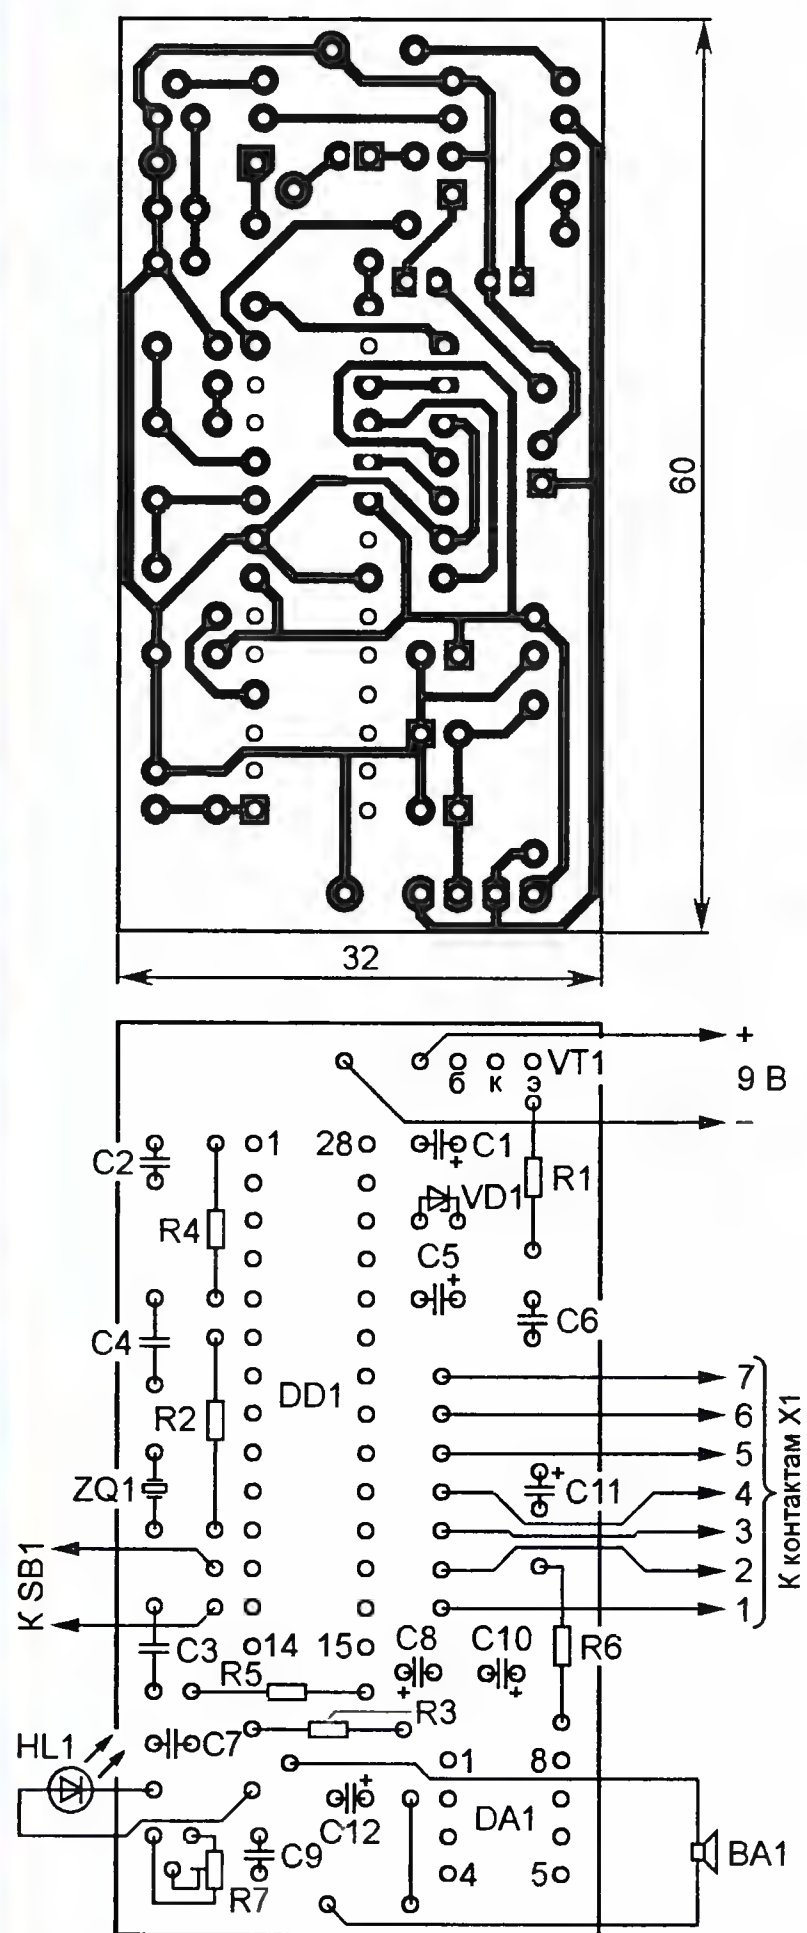 60
32
+
9 В
–
б к э VT1
C2
1
28
C1
+
R1
VD1
R4
C5
+
C6
C4
DD1
R2
7
6
5
4
3
2
1
К контактам X1
ZQ1
+
C11
К SB1
C3
14
15
C8
+
C10
+
R6
R5
R3
HL1
C7
1
8
+
C12
DA1
C9
4
5
R7
BA1